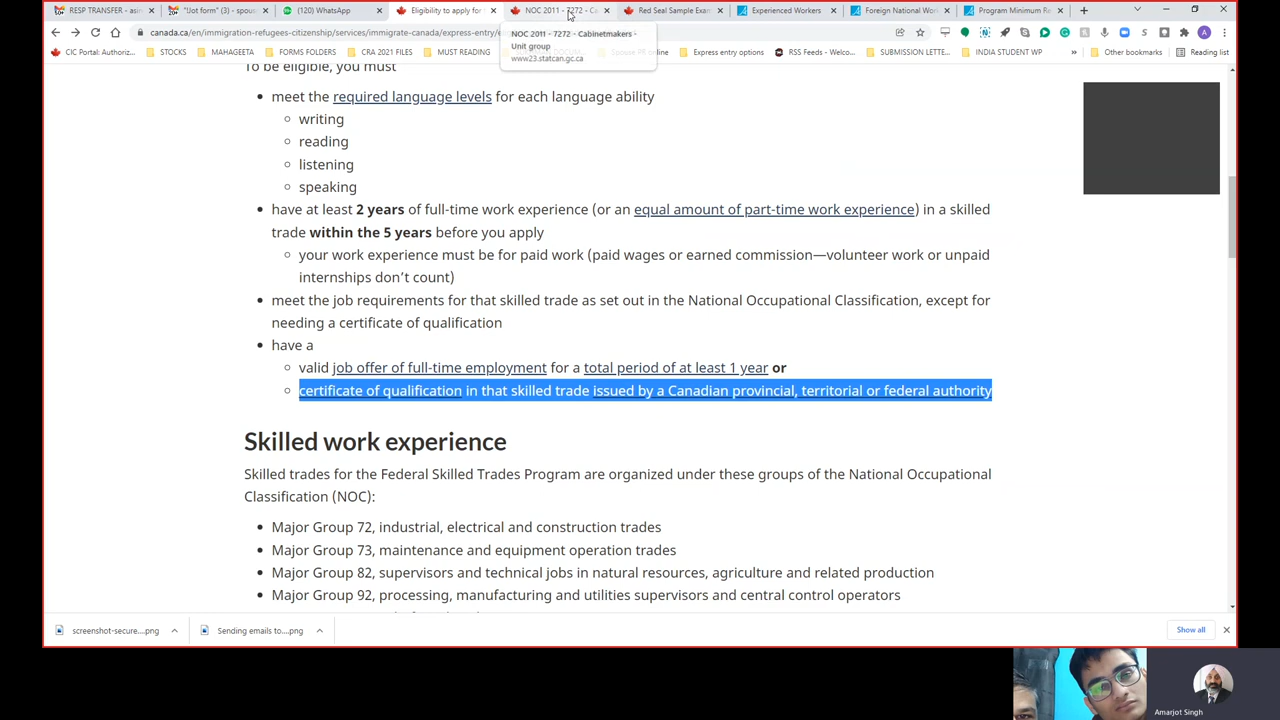 RESP TRANSFER - asin
"(Jot form" (3) - spous
(120) WhatsApp
Eligibility to apply for
NOC 2011 - 7272 - Ca
Red Seal Sample Exam
Experienced Workers
Foreign National Work
Program Minimum Re
canada.ca/en/immigration-refugees-citizenship/services/immigrate-canada/express-entry/e
CIC Portal: Authoriz...
STOCKS
MAHAGEETA
FORMS FOLDERS
CRA 2021 FILES
MUST READING
Spouse PR online
Express entry options
RSS Feeds - Welco...
SUBMISSION LETTE...
INDIA STUDENT WP
Other bookmarks
Reading list
NOC 2011 - 7272 - Cabinetmakers -
Unit group
www23.statcan.gc.ca
To be eligible, you must
meet the required language levels for each language ability
writing
reading
listening
speaking
have at least 2 years of full-time work experience (or an equal amount of part-time work experience) in a skilled
trade within the 5 years before you apply
your work experience must be for paid work (paid wages or earned commission—volunteer work or unpaid
internships don't count)
meet the job requirements for that skilled trade as set out in the National Occupational Classification, except for
needing a certificate of qualification
have a
valid job offer of full-time employment for a total period of at least 1 year or
certificate of qualification in that skilled trade issued by a Canadian provincial, territorial or federal authority
Skilled work experience
Skilled trades for the Federal Skilled Trades Program are organized under these groups of the National Occupational
Classification (NOC):
Major Group 72, industrial, electrical and construction trades
Major Group 73, maintenance and equipment operation trades
Major Group 82, supervisors and technical jobs in natural resources, agriculture and related production
Major Group 92, processing, manufacturing and utilities supervisors and central control operators
screenshot-secure....png
Sending emails to....png
Show all
Amarjot Singh